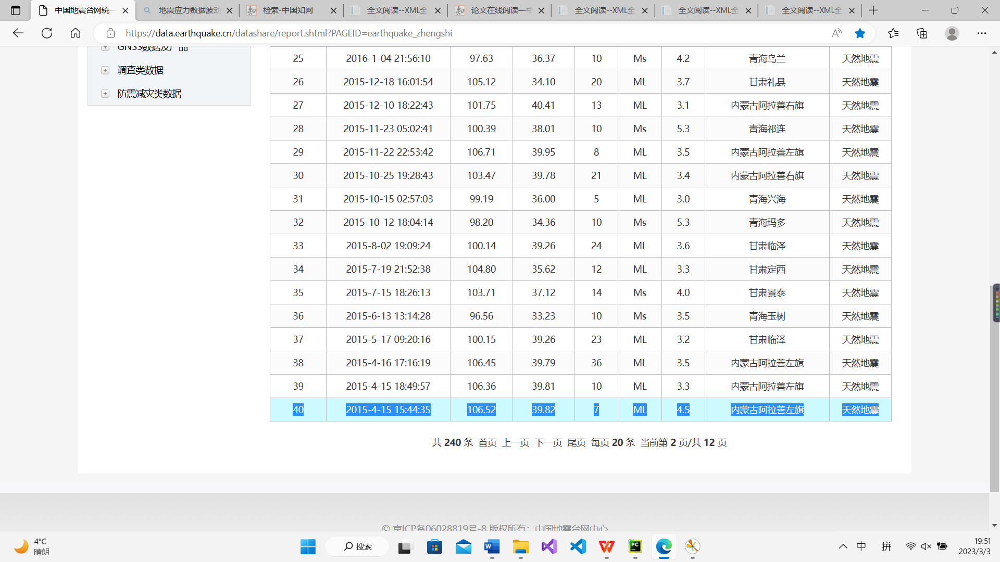 中国地震台网统一
地震应力数据波动
检索-中国知网
全文阅读--XML全
论文在线阅读—中
全文阅读--XML全
全文阅读--XML全
全文阅读--XML全
https://data.earthquake.cn/datashare/report.shtml?PAGEID=earthquake_zhengshi
GNSS数据及产品
调查类数据
防震减灾类数据
25 2016-1-04 21:56:10 97.63 36.37 10 Ms 4.2 青海乌兰 天然地震
26 2015-12-18 16:01:54 105.12 34.10 20 ML 3.7 甘肃礼县 天然地震
27 2015-12-10 18:22:43 101.75 40.41 13 ML 3.1 内蒙古阿拉善右旗 天然地震
28 2015-11-23 05:02:41 100.39 38.01 10 Ms 5.3 青海祁连 天然地震
29 2015-11-22 22:53:42 106.71 39.95 8 ML 3.5 内蒙古阿拉善左旗 天然地震
30 2015-10-25 19:28:43 103.47 39.78 21 ML 3.4 内蒙古阿拉善右旗 天然地震
31 2015-10-15 02:57:03 99.19 36.00 5 ML 3.0 青海兴海 天然地震
32 2015-10-12 18:04:14 98.20 34.36 10 Ms 5.3 青海玛多 天然地震
33 2015-8-02 19:09:24 100.14 39.26 24 ML 3.6 甘肃临泽 天然地震
34 2015-7-19 21:52:38 104.80 35.62 12 ML 3.3 甘肃定西 天然地震
35 2015-7-15 18:26:13 103.71 37.12 14 Ms 4.0 甘肃景泰 天然地震
36 2015-6-13 13:14:28 96.56 33.23 10 Ms 3.5 青海玉树 天然地震
37 2015-5-17 09:20:16 100.15 39.26 23 ML 3.2 甘肃临泽 天然地震
38 2015-4-16 17:16:19 106.45 39.79 36 ML 3.5 内蒙古阿拉善左旗 天然地震
39 2015-4-15 18:49:57 106.36 39.81 10 ML 3.3 内蒙古阿拉善左旗 天然地震
40 2015-4-15 15:44:35 106.52 39.82 7 ML 4.5 内蒙古阿拉善左旗 天然地震
共 240 条 首页 上一页 下一页 尾页 每页 20 条 当前第 2 页/共 12 页
© 京ICP备06028819号-8 版权所有：中国地震台网中心
4°C
晴朗
搜索
中
拼
19:51
2023/3/3